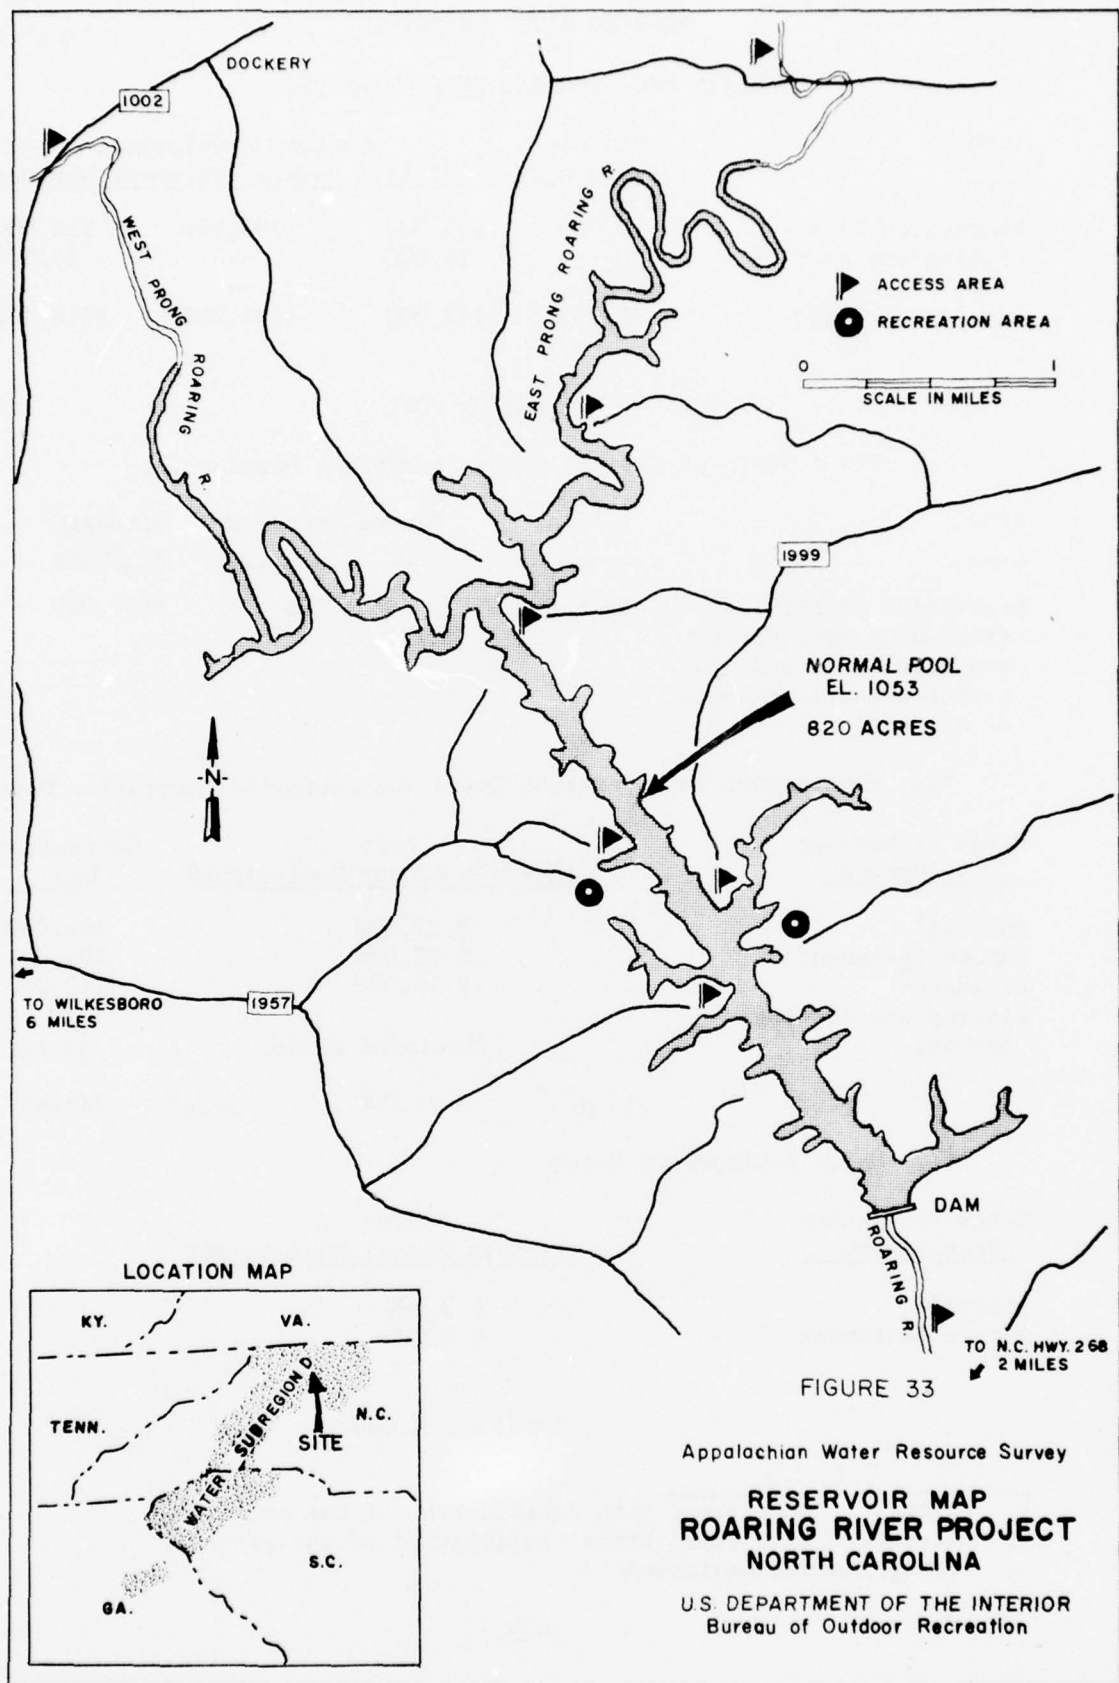 DOCKERY
1002
WEST PRONG ROARING R.
EAST PRONG ROARING R.
ACCESS AREA
RECREATION AREA
0 1
SCALE IN MILES
1999
NORMAL POOL
EL. 1053
820 ACRES
-N-
TO WILKESBORO
6 MILES
1957
DAM
ROARING R.
TO N.C. HWY. 268
2 MILES
LOCATION MAP
KY.
VA.
TENN.
N.C.
WATER SUBREGION D
SITE
S.C.
GA.
FIGURE 33
Appalachian Water Resource Survey
RESERVOIR MAP
ROARING RIVER PROJECT
NORTH CAROLINA
U.S. DEPARTMENT OF THE INTERIOR
Bureau of Outdoor Recreation